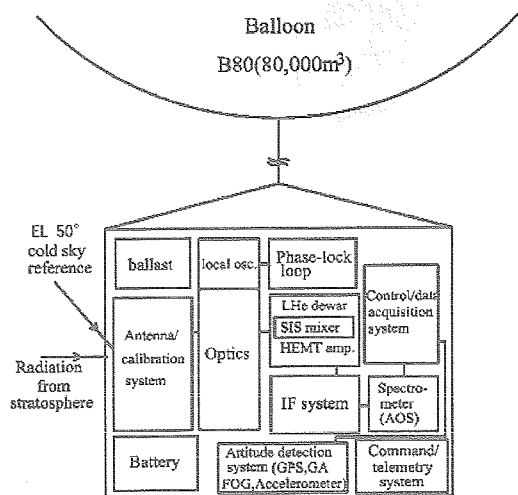 Balloon
B80(80,000m³)
EL 50°
cold sky
reference
ballast
local osc.
Phase-lock
loop
Control/data
acquisition
system
LHe dewar
SIS mixer
HEMT amp.
Antenna/
calibration
system
Optics
Radiation
from
stratosphere
IF system
Spectro-
meter
(AOS)
Battery
Artitude detection
system (GPS,GA
FOG,Accelerometer)
Command/
telemetry
system